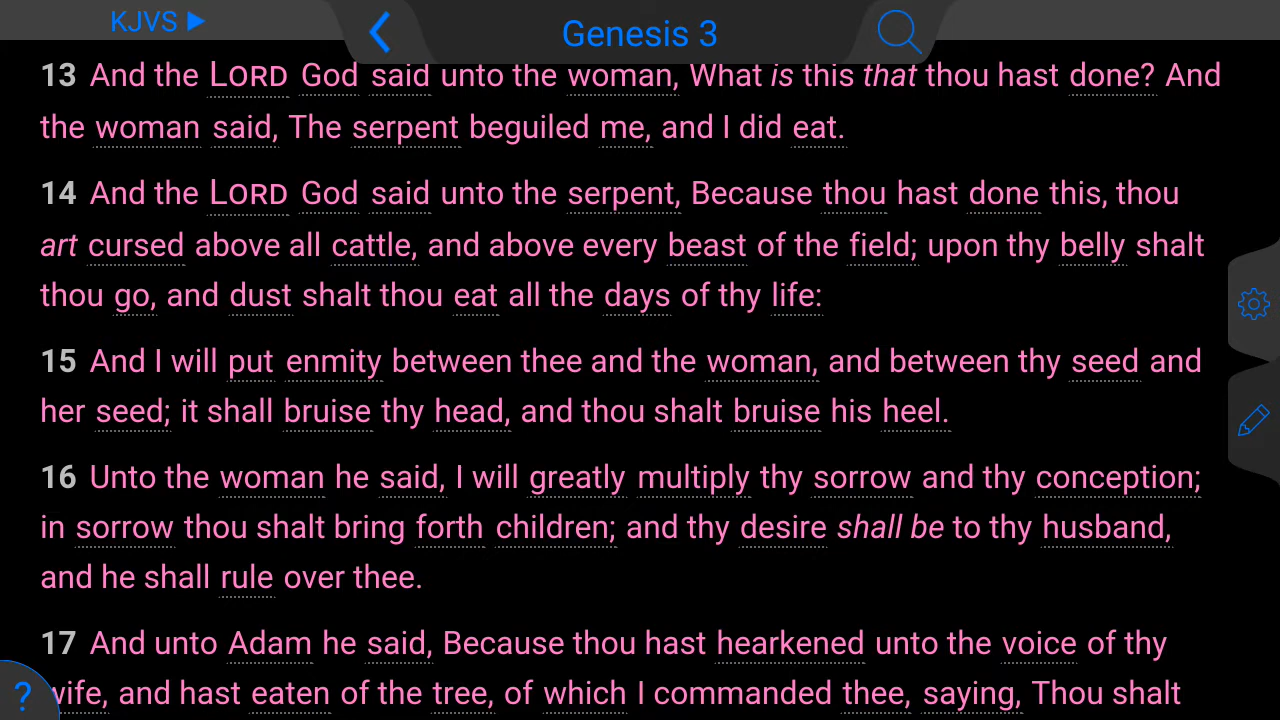 KJVS ▶
Genesis 3
13 And the LORD God said unto the woman, What is this that thou hast done? And
the woman said, The serpent beguiled me, and I did eat.
14 And the LORD God said unto the serpent, Because thou hast done this, thou
art cursed above all cattle, and above every beast of the field; upon thy belly shalt
thou go, and dust shalt thou eat all the days of thy life:
15 And I will put enmity between thee and the woman, and between thy seed and
her seed; it shall bruise thy head, and thou shalt bruise his heel.
16 Unto the woman he said, I will greatly multiply thy sorrow and thy conception;
in sorrow thou shalt bring forth children; and thy desire shall be to thy husband,
and he shall rule over thee.
17 And unto Adam he said, Because thou hast hearkened unto the voice of thy
wife, and hast eaten of the tree, of which I commanded thee, saying, Thou shalt
?